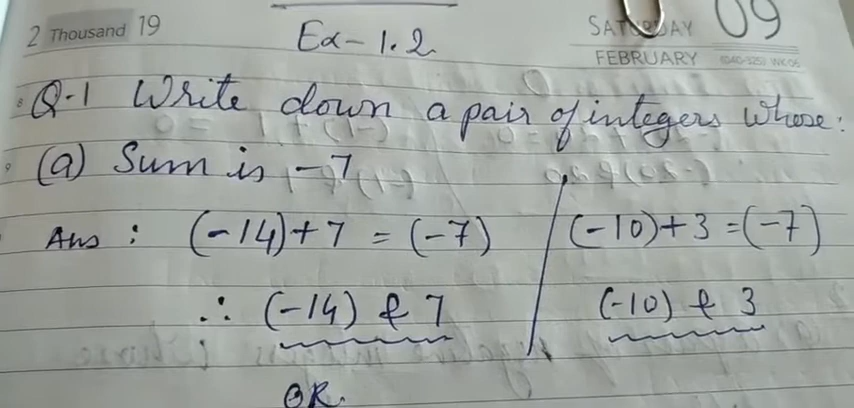 2 Thousand 19
Ex-1.2
SATURDAY 09
FEBRUARY
Q-1 Write down a pair of integers whose:
(a) Sum is -7
Ans : (-14)+7 = (-7) (-10)+3 =(-7)
∴ (-14) & 7 (-10) & 3
OR.